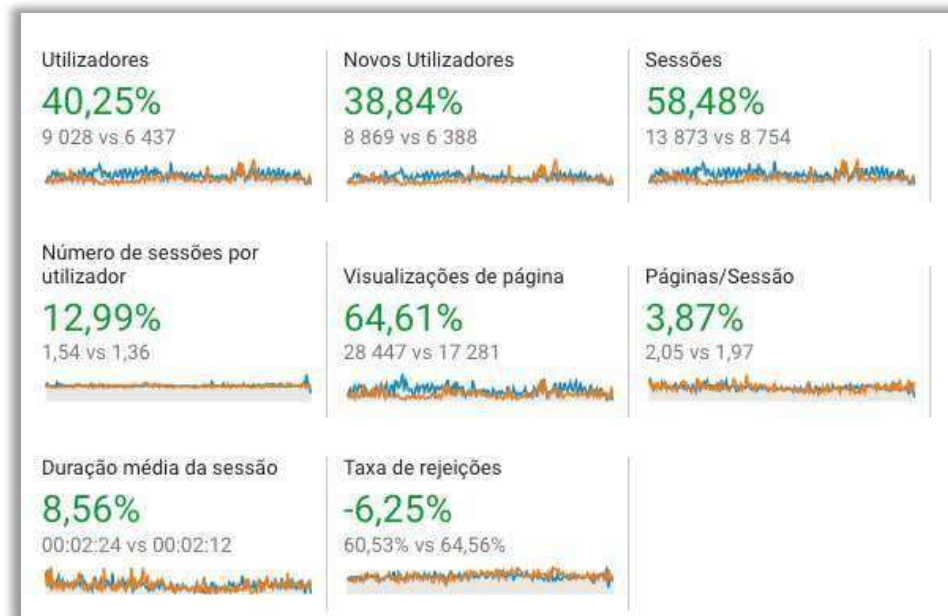 Utilizadores
40,25%
9 028 vs 6 437
Novos Utilizadores
38,84%
8 869 vs 6 388
Sessões
58,48%
13 873 vs 8 754
Número de sessões por
utilizador
12,99%
1,54 vs 1,36
Visualizações de página
64,61%
28 447 vs 17 281
Páginas/Sessão
3,87%
2,05 vs 1,97
Duração média da sessão
8,56%
00:02:24 vs 00:02:12
Taxa de rejeições
-6,25%
60,53% vs 64,56%